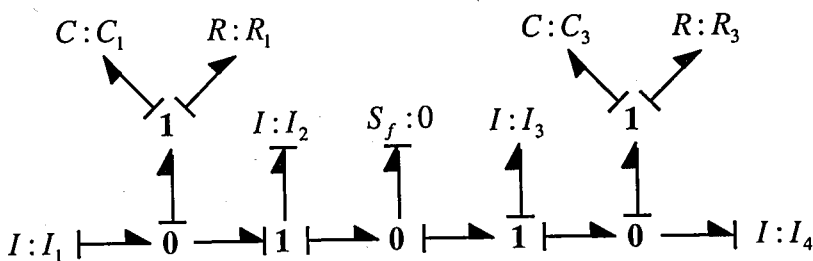 C:C₁ R:R₁ C:C₃ R:R₃
1 I:I₂ S_f:0 I:I₃ 1
I:I₁ 0 1 0 1 0 I:I₄